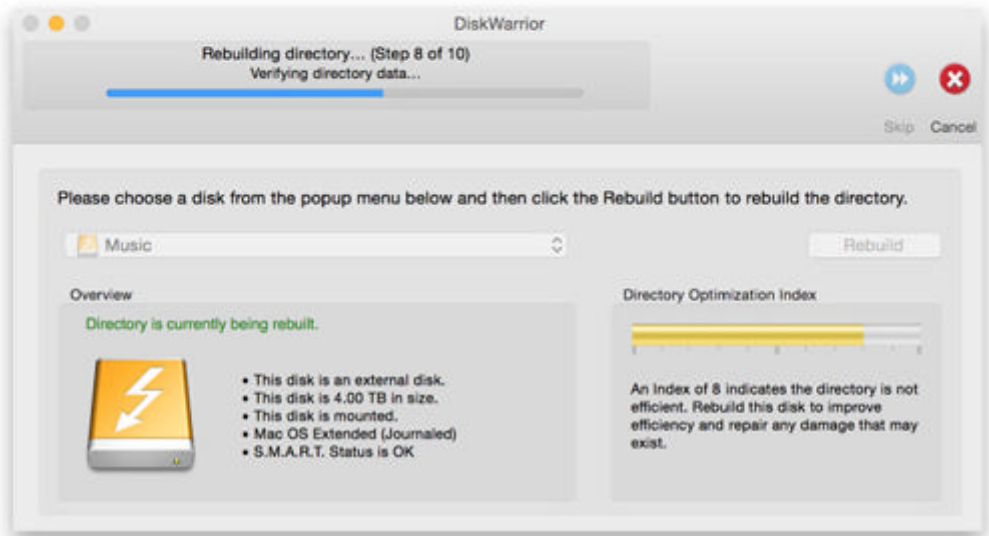 DiskWarrior
Rebuilding directory... (Step 8 of 10)
Verifying directory data...
Skip
Cancel
Please choose a disk from the popup menu below and then click the Rebuild button to rebuild the directory.
Music
Rebuild
Overview
Directory is currently being rebuilt.
• This disk is an external disk.
• This disk is 4.00 TB in size.
• This disk is mounted.
• Mac OS Extended (Journaled)
• S.M.A.R.T. Status is OK
Directory Optimization Index
An Index of 8 indicates the directory is not
efficient. Rebuild this disk to improve
efficiency and repair any damage that may
exist.